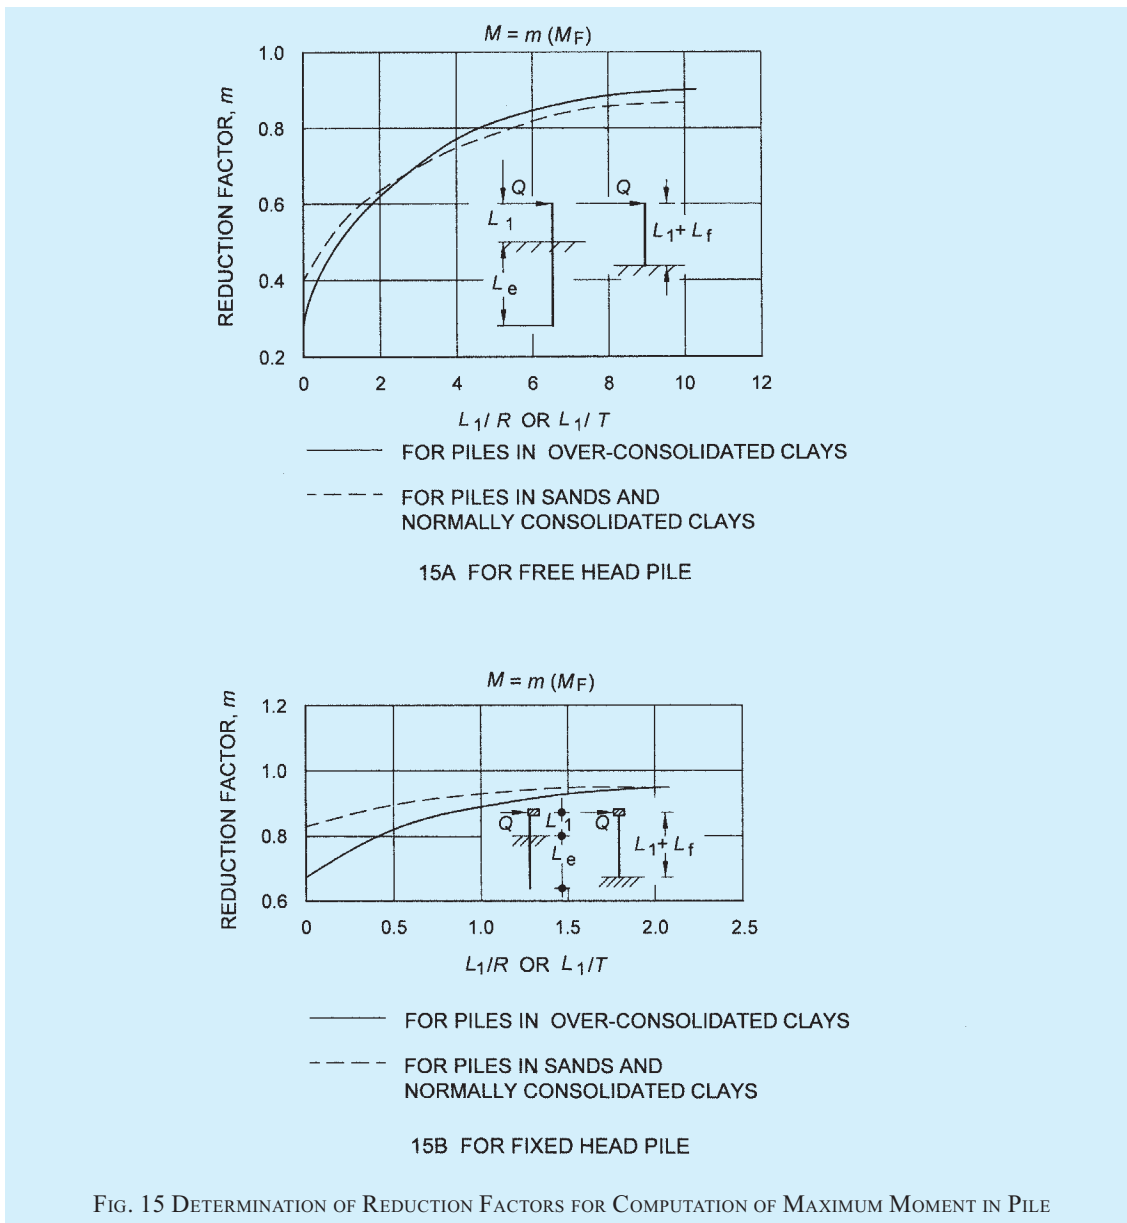 M = m (MF)
REDUCTION FACTOR, m
1.0
0.8
0.6
0.4
0.2
Q
L1
Le
Q
L1+ Lf
0 2 4 6 8 10 12
L1/ R OR L1/ T
FOR PILES IN OVER-CONSOLIDATED CLAYS
FOR PILES IN SANDS AND
NORMALLY CONSOLIDATED CLAYS
15A FOR FREE HEAD PILE
M = m (MF)
REDUCTION FACTOR, m
1.2
1.0
0.8
0.6
Q
L1
Le
Q
L1+ Lf
0 0.5 1.0 1.5 2.0 2.5
L1/R OR L1/T
FOR PILES IN OVER-CONSOLIDATED CLAYS
FOR PILES IN SANDS AND
NORMALLY CONSOLIDATED CLAYS
15B FOR FIXED HEAD PILE
FIG. 15 DETERMINATION OF REDUCTION FACTORS FOR COMPUTATION OF MAXIMUM MOMENT IN PILE